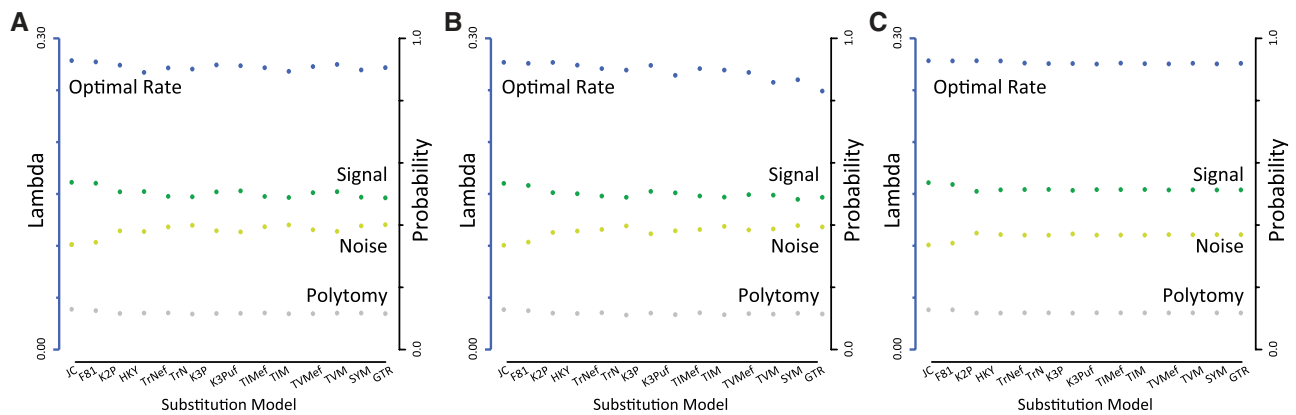 A
0.30
0.00
Lambda
Optimal Rate
Signal
Noise
Polytomy
1.0
0.0
Probability
JC F81 K2P HKY TrNef TrN K3P K3Puf TIMef TIM TVMef TVM SYM GTR
Substitution Model
B
0.30
0.00
Lambda
Optimal Rate
Signal
Noise
Polytomy
1.0
0.0
Probability
JC F81 K2P HKY TrNef TrN K3P K3Puf TIMef TIM TVMef TVM SYM GTR
Substitution Model
C
0.30
0.00
Lambda
Optimal Rate
Signal
Noise
Polytomy
1.0
0.0
Probability
JC F81 K2P HKY TrNef TrN K3P K3Puf TIMef TIM TVMef TVM SYM GTR
Substitution Model